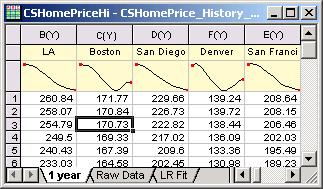 CSHomePriceHi - CSHomePrice_History_...
B(Y) C(Y) D(Y) F(Y) E(Y)
LA Boston San Diego Denver San Franci
1 260.84 171.77 229.66 139.24 208.64
2 258.07 170.84 226.73 139.72 208.15
3 254.79 170.73 222.82 138.44 206.46
4 249.5 169.33 217.02 136.09 202.03
5 240.43 167.39 209.6 133.36 195.49
6 233.03 164.58 202.45 130.98 189.23
1 year Raw Data LR Fit